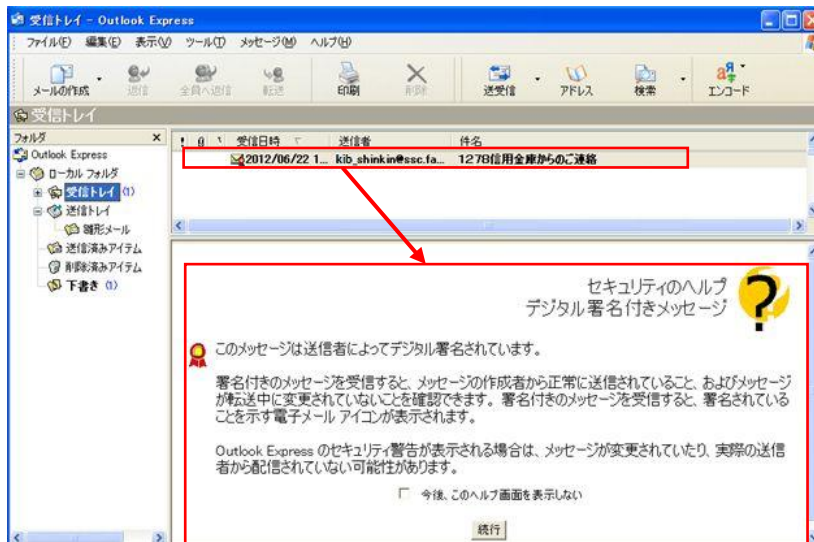 受信トレイ - Outlook Express
ファイル(F) 編集(E) 表示(V) ツール(T) メッセージ(M) ヘルプ(H)
メールの作成 返信 全員へ返信 転送 印刷 削除 送受信 アドレス 検索 エンコード
受信トレイ
フォルダ ×
! 受信日時 送信者 件名
2012/06/22 1... kib_shinkin@ssc.fa... 1278信用金庫からのご連絡
Outlook Express
ローカル フォルダ
受信トレイ (1)
送信トレイ
雛形メール
送信済みアイテム
削除済みアイテム
下書き (1)
セキュリティのヘルプ
デジタル署名付きメッセージ
このメッセージは送信者によってデジタル署名されています。
署名付きのメッセージを受信すると、メッセージの作成者から正常に送信されていること、およびメッセージ
が転送中に変更されていないことを確認できます。署名付きのメッセージを受信すると、署名されている
ことを示す電子メール アイコンが表示されます。
Outlook Express のセキュリティ警告が表示される場合は、メッセージが変更されていたり、実際の送信
者から配信されていない可能性があります。
今後、このヘルプ画面を表示しない
続行